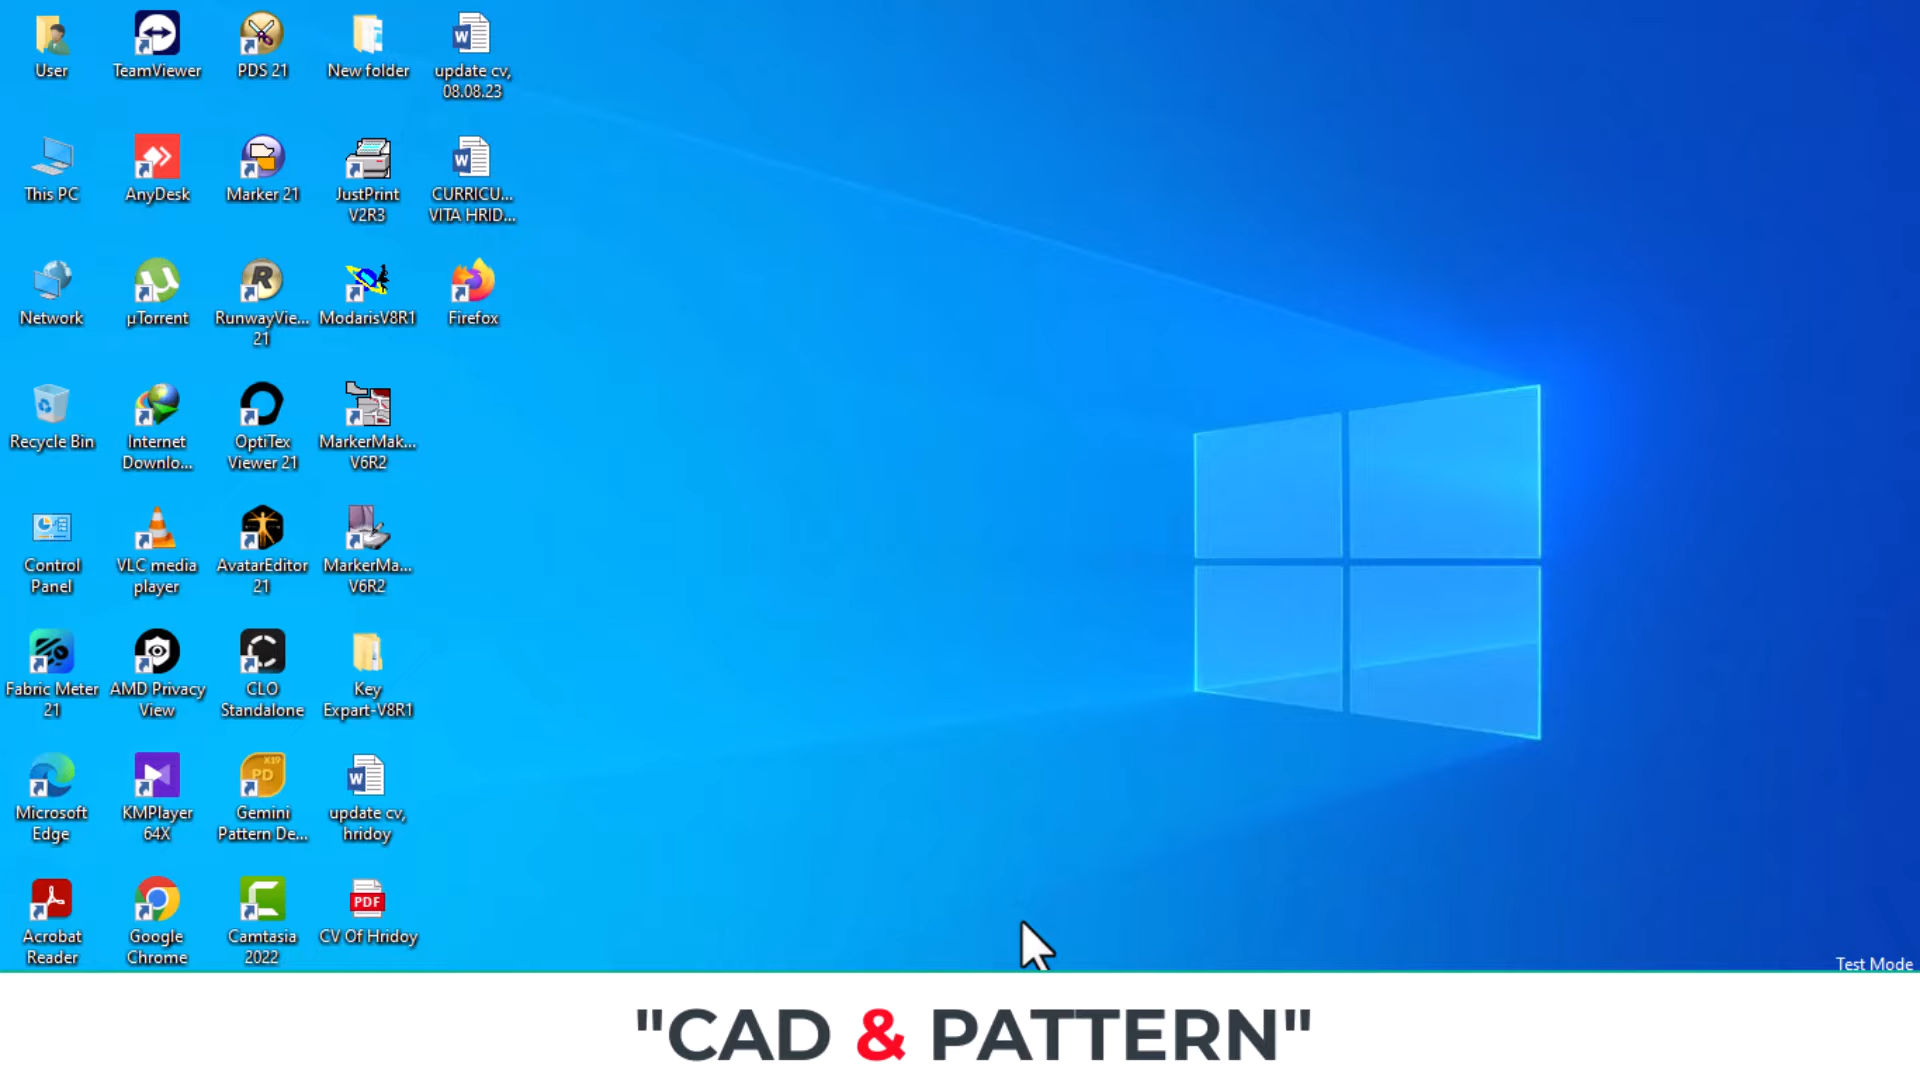 User
TeamViewer
PDS 21
New folder
update cv,
08.08.23
This PC
AnyDesk
Marker 21
JustPrint
V2R3
CURRICU...
VITA HRID...
Network
µTorrent
RunwayVie...
21
ModarisV8R1
Firefox
Recycle Bin
Internet
Downlo...
OptiTex
Viewer 21
MarkerMak...
V6R2
Control
Panel
VLC media
player
AvatarEditor
21
MarkerMa...
V6R2
Fabric Meter
21
AMD Privacy
View
CLO
Standalone
Key
Expart-V8R1
Microsoft
Edge
KMPlayer
64X
X19
PD
Gemini
Pattern De...
update cv,
hridoy
Acrobat
Reader
Google
Chrome
Camtasia
2022
PDF
CV Of Hridoy
Test Mode
"CAD & PATTERN"